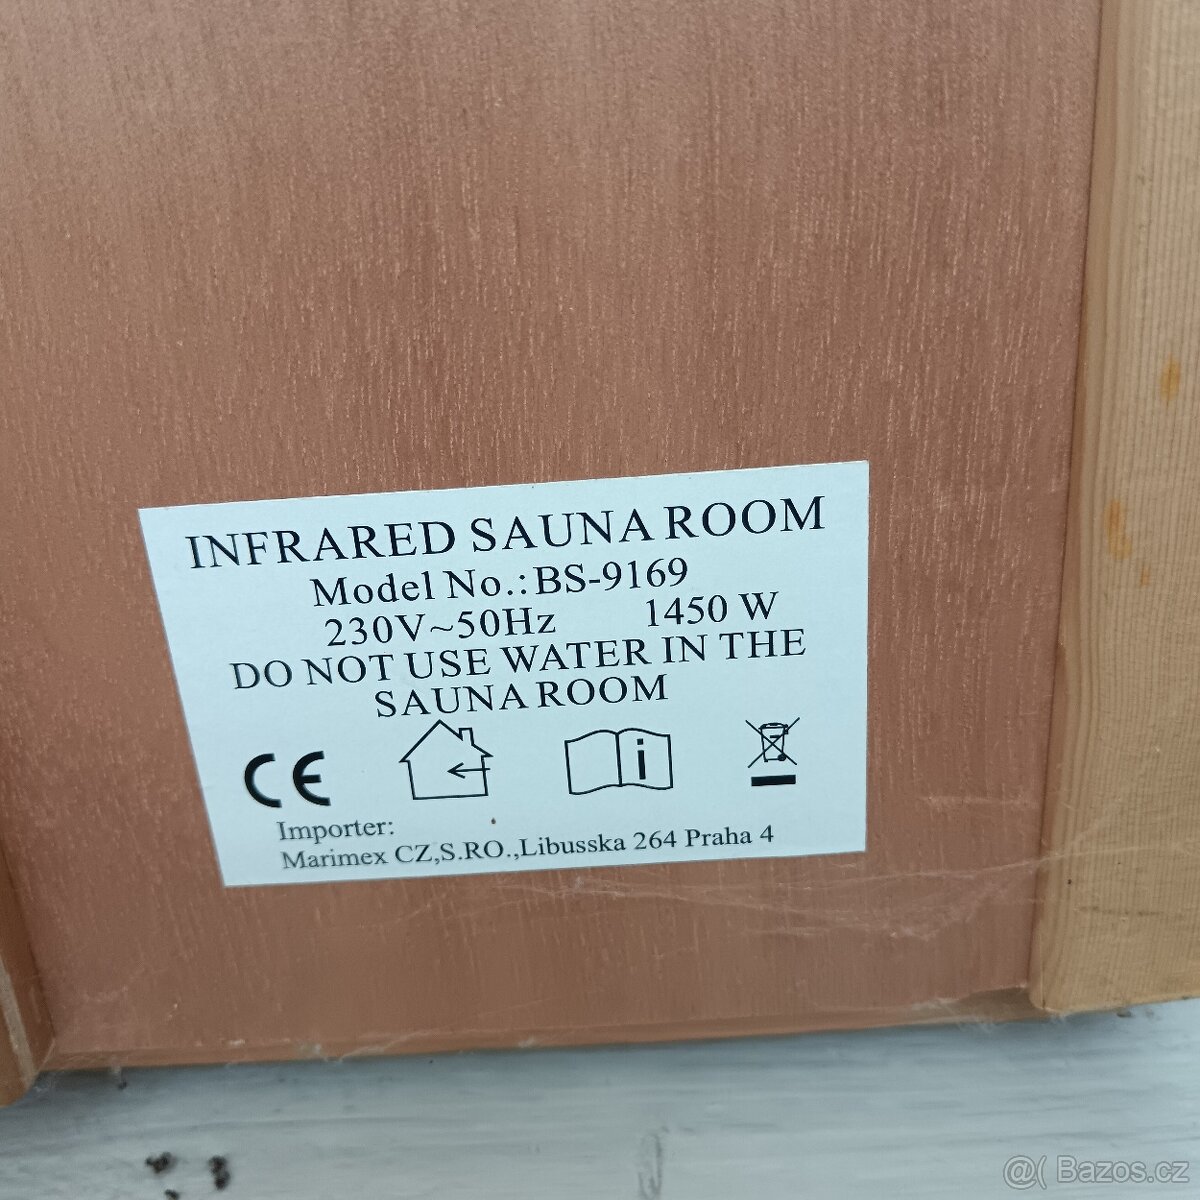 INFRARED SAUNA ROOM
Model No.: BS-9169
230V~50Hz 1450 W
DO NOT USE WATER IN THE
SAUNA ROOM
CE
i
Importer:
Marimex CZ,S.RO.,Libusska 264 Praha 4
@( Bazos.cz